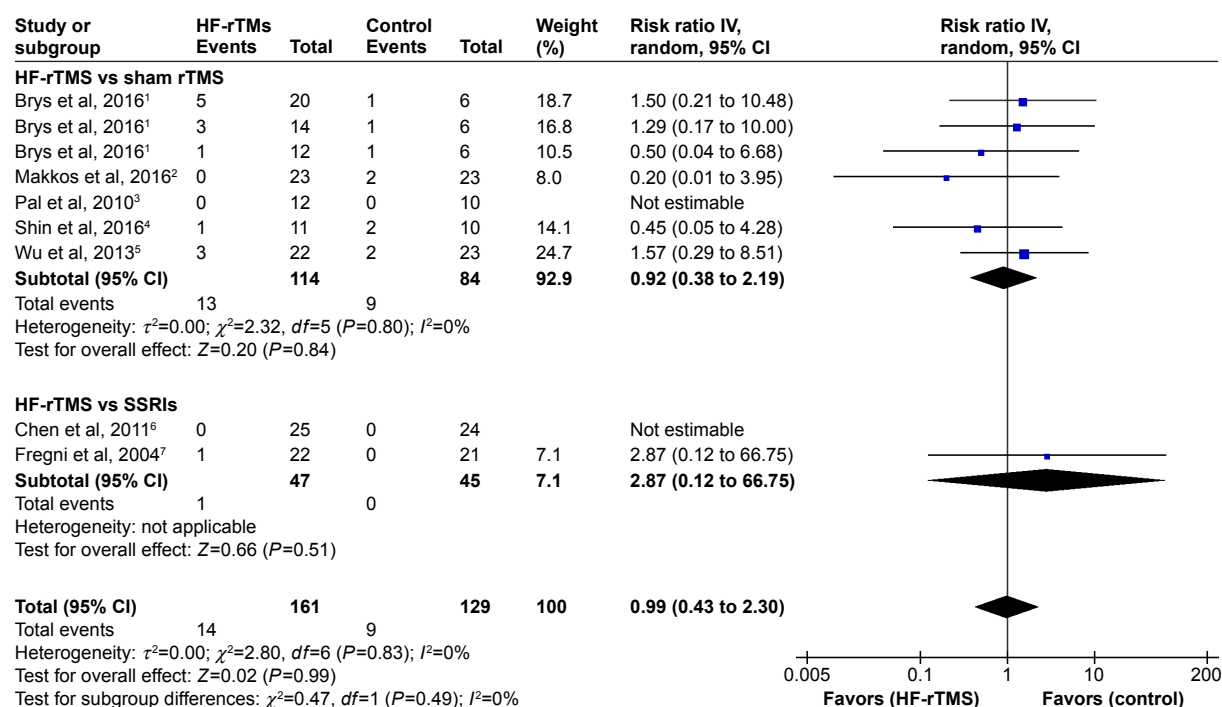 Study or subgroup HF-rTMs Events Total Control Events Total Weight (%) Risk ratio IV, random, 95% CI Risk ratio IV, random, 95% CI
HF-rTMS vs sham rTMS
Brys et al, 2016¹ 5 20 1 6 18.7 1.50 (0.21 to 10.48)
Brys et al, 2016¹ 3 14 1 6 16.8 1.29 (0.17 to 10.00)
Brys et al, 2016¹ 1 12 1 6 10.5 0.50 (0.04 to 6.68)
Makkos et al, 2016² 0 23 2 23 8.0 0.20 (0.01 to 3.95)
Pal et al, 2010³ 0 12 0 10 Not estimable
Shin et al, 2016⁴ 1 11 2 10 14.1 0.45 (0.05 to 4.28)
Wu et al, 2013⁵ 3 22 2 23 24.7 1.57 (0.29 to 8.51)
Subtotal (95% CI) 114 84 92.9 0.92 (0.38 to 2.19)
Total events 13 9
Heterogeneity: τ²=0.00; χ²=2.32, df=5 (P=0.80); I²=0%
Test for overall effect: Z=0.20 (P=0.84)
HF-rTMS vs SSRIs
Chen et al, 2011⁶ 0 25 0 24 Not estimable
Fregni et al, 2004⁷ 1 22 0 21 7.1 2.87 (0.12 to 66.75)
Subtotal (95% CI) 47 45 7.1 2.87 (0.12 to 66.75)
Total events 1 0
Heterogeneity: not applicable
Test for overall effect: Z=0.66 (P=0.51)
Total (95% CI) 161 129 100 0.99 (0.43 to 2.30)
Total events 14 9
Heterogeneity: τ²=0.00; χ²=2.80, df=6 (P=0.83); I²=0%
Test for overall effect: Z=0.02 (P=0.99)
Test for subgroup differences: χ²=0.47, df=1 (P=0.49); I²=0%
0.005 0.1 1 10 200
Favors (HF-rTMS) Favors (control)